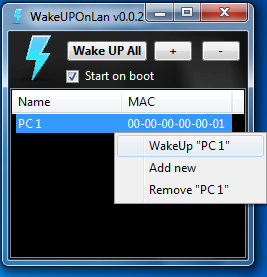 WakeUPOnLan v0.0.2
Wake UP All + -
Start on boot
Name MAC
PC 1 00-00-00-00-00-01
WakeUp "PC 1"
Add new
Remove "PC 1"